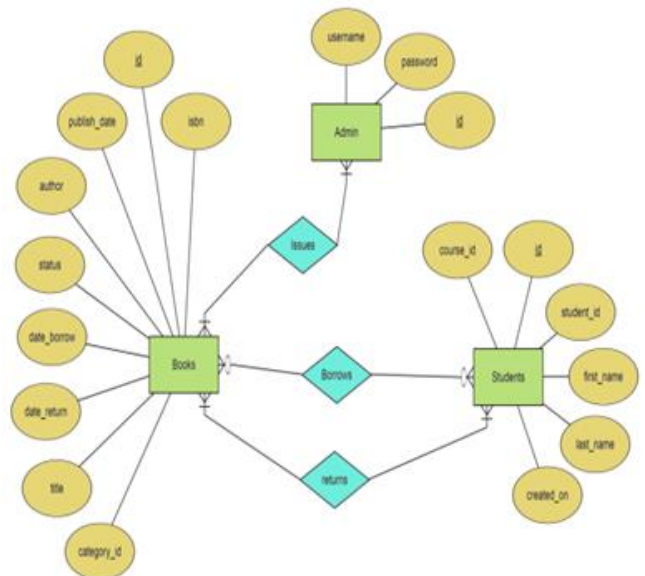 username
id
password
publish_date
isbn
id
Admin
author
Issues
course_id
id
status
student_id
date_borrow
Books
Borrows
Students
first_name
date_return
last_name
title
returns
created_on
category_id